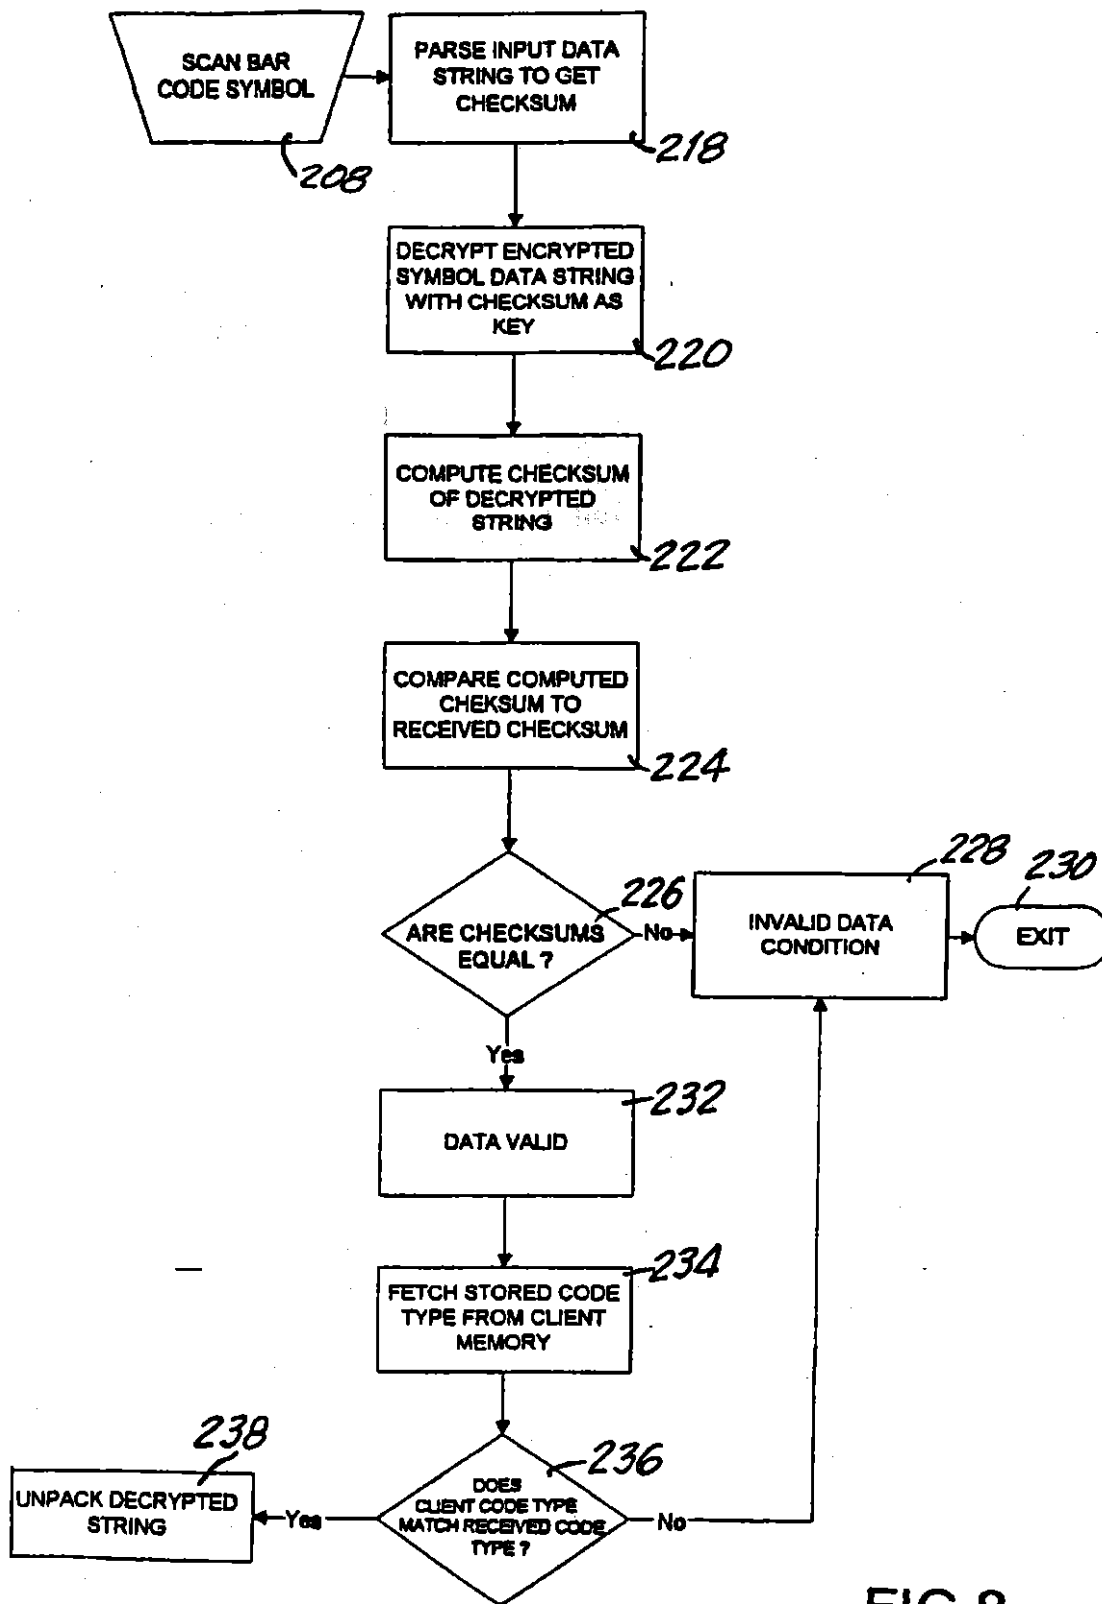 SCAN BAR
CODE SYMBOL
208
PARSE INPUT DATA
STRING TO GET
CHECKSUM
218
DECRYPT ENCRYPTED
SYMBOL DATA STRING
WITH CHECKSUM AS
KEY
220
COMPUTE CHECKSUM
OF DECRYPTED
STRING
222
COMPARE COMPUTED
CHEKSUM TO
RECEIVED CHECKSUM
224
ARE CHECKSUMS
EQUAL ?
226
No
INVALID DATA
CONDITION
228
EXIT
230
Yes
DATA VALID
232
FETCH STORED CODE
TYPE FROM CLIENT
MEMORY
234
DOES
CLIENT CODE TYPE
MATCH RECEIVED CODE
TYPE ?
236
No
Yes
UNPACK DECRYPTED
STRING
238
FIG. 8